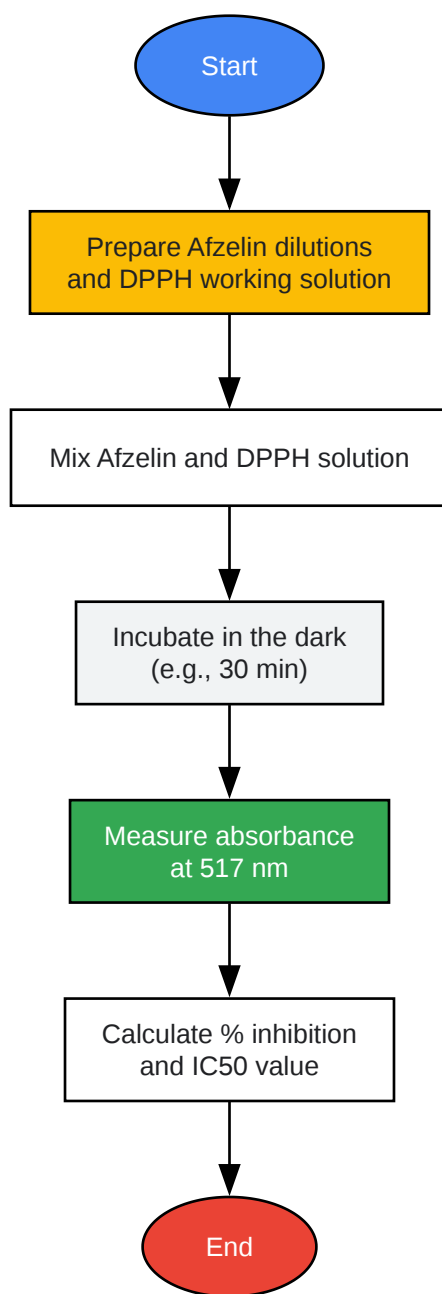 Start
Prepare Afzelin dilutions
and DPPH working solution
Mix Afzelin and DPPH solution
Incubate in the dark
(e.g., 30 min)
Measure absorbance
at 517 nm
Calculate % inhibition
and IC50 value
End